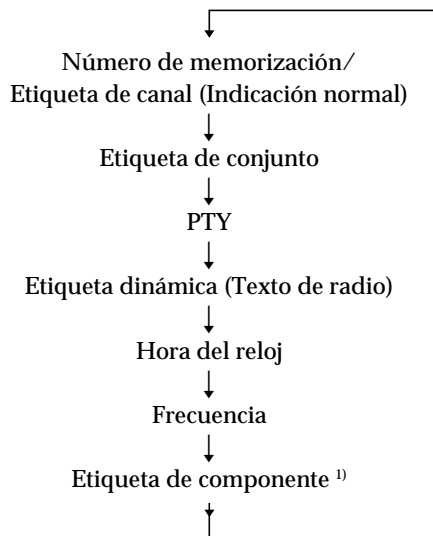 Número de memorización/
Etiqueta de canal (Indicación normal)
Etiqueta de conjunto
PTY
Etiqueta dinámica (Texto de radio)
Hora del reloj
Frecuencia
Etiqueta de componente 1)